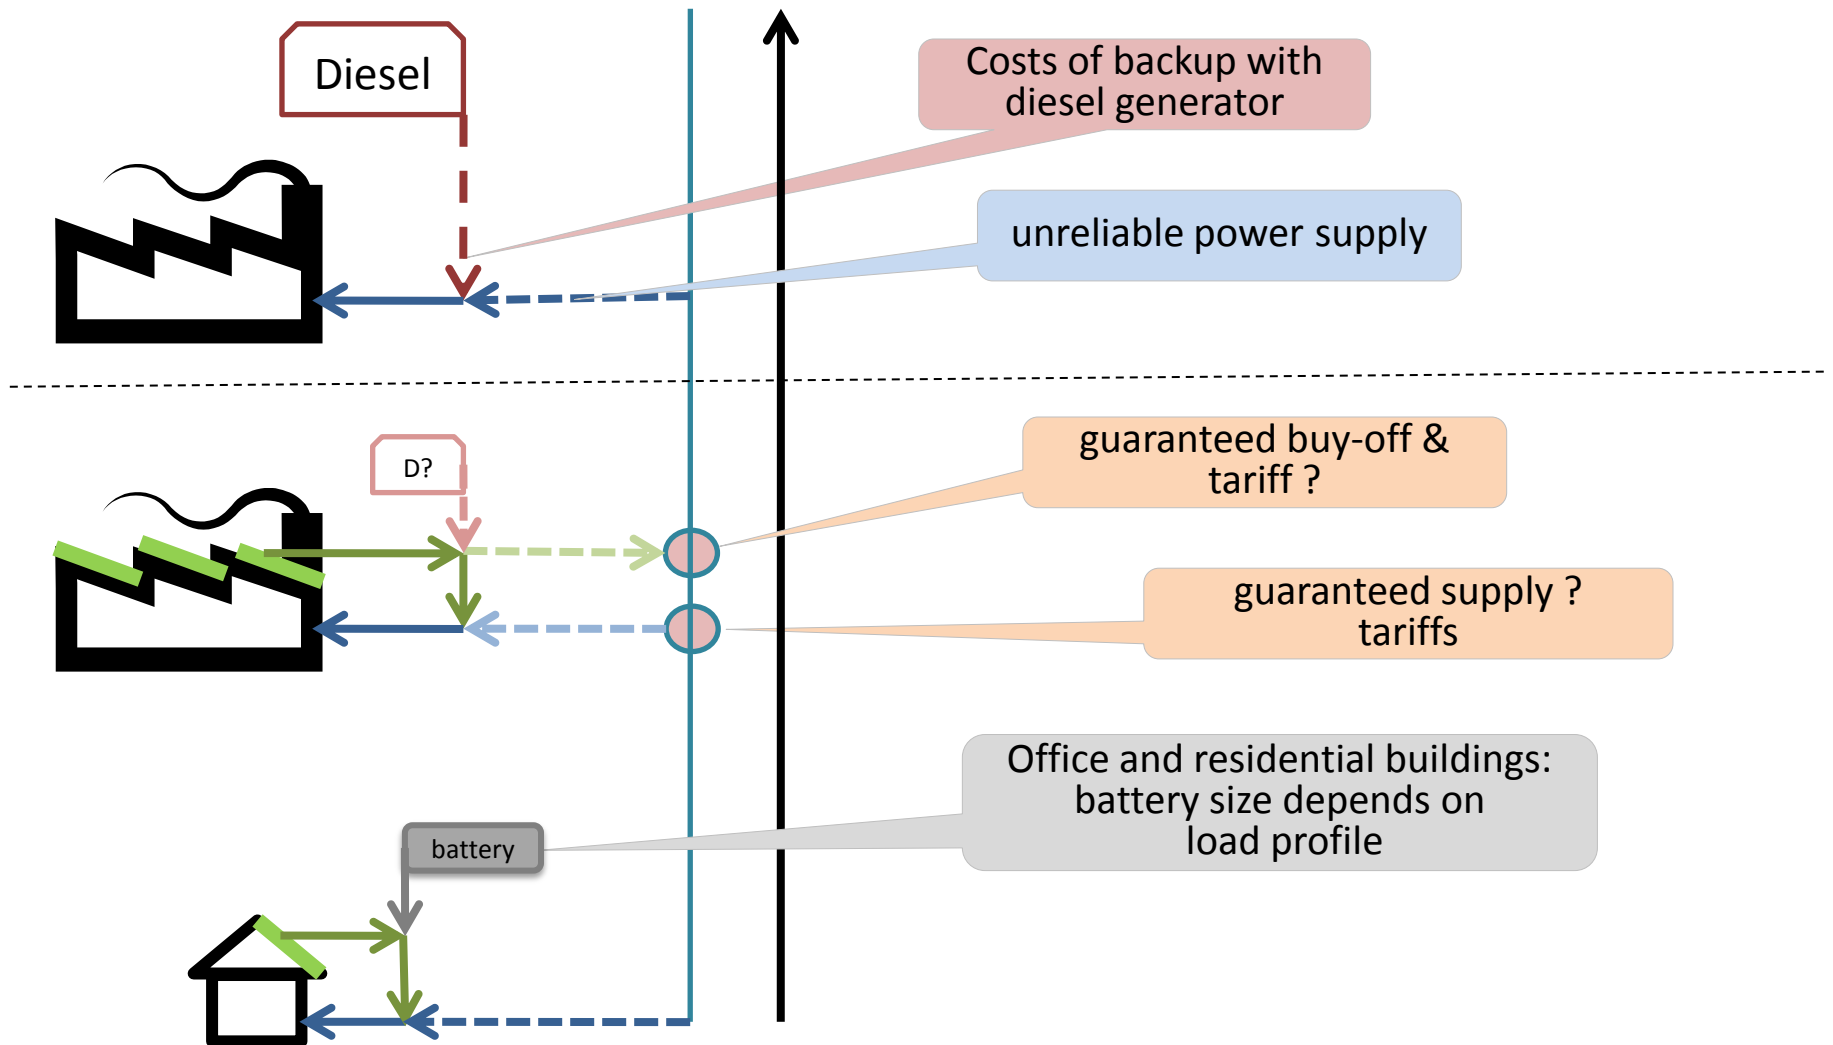 Diesel
Costs of backup with
diesel generator
unreliable power supply
D?
guaranteed buy-off &
tariff ?
guaranteed supply ?
tariffs
Office and residential buildings:
battery size depends on
load profile
battery